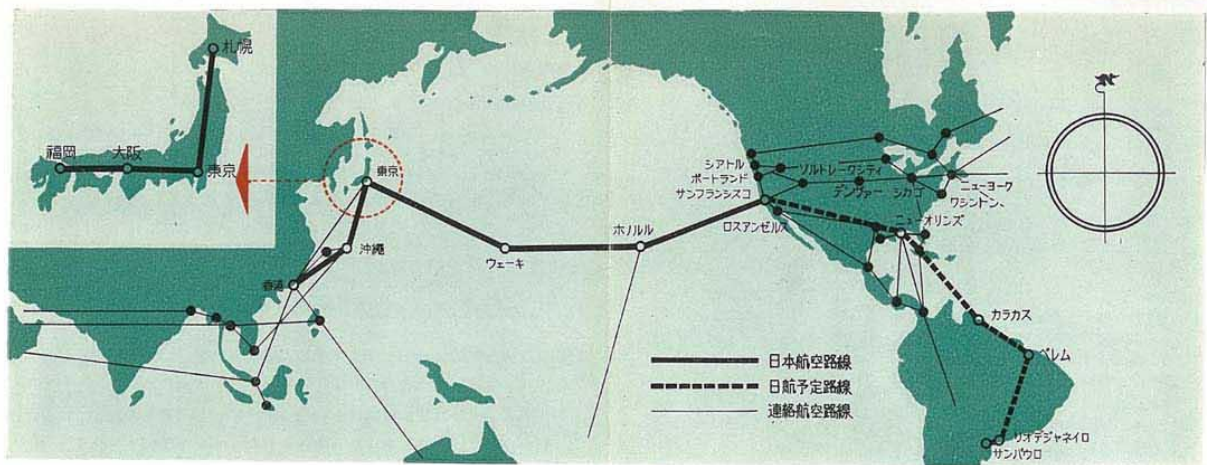 札幌
福岡
大阪
東京
東京
沖繩
香港
ウェーキ
ホノルル
シアトル
ポートランド
サンフランシスコ
ロスアンゼルス
ソルトレークシティ
デンヴァー
シカゴ
ニューヨーク
ワシントン
ニューオリンズ
カラカス
ベレム
リオデジャネイロ
サンパウロ
N
日本航空路線
日航予定路線
連絡航空路線